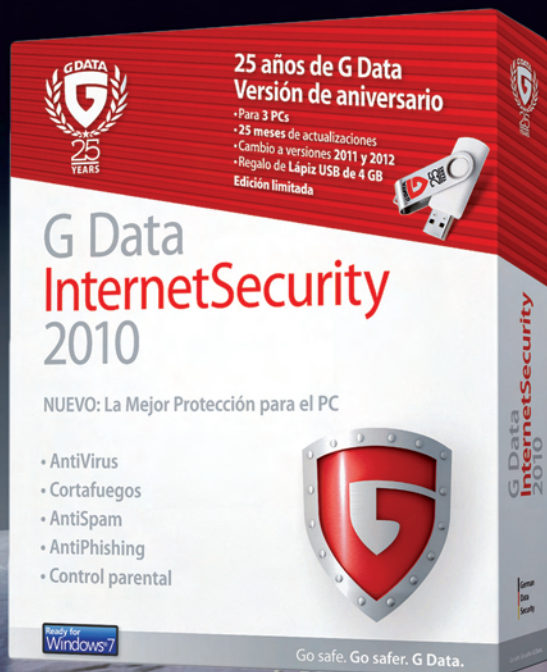 G DATA
25
YEARS
25 años de G Data
Versión de aniversario
•Para 3 PCs
•25 meses de actualizaciones
•Cambio a versiones 2011 y 2012
•Regalo de Lápiz USB de 4 GB
Edición limitada
G Data
InternetSecurity
2010
NUEVO: La Mejor Protección para el PC
• AntiVirus
• Cortafuegos
• AntiSpam
• AntiPhishing
• Control parental
Ready for
Windows 7
Go safe. Go safer. G Data.
G Data
InternetSecurity
2010
German
Data
Security